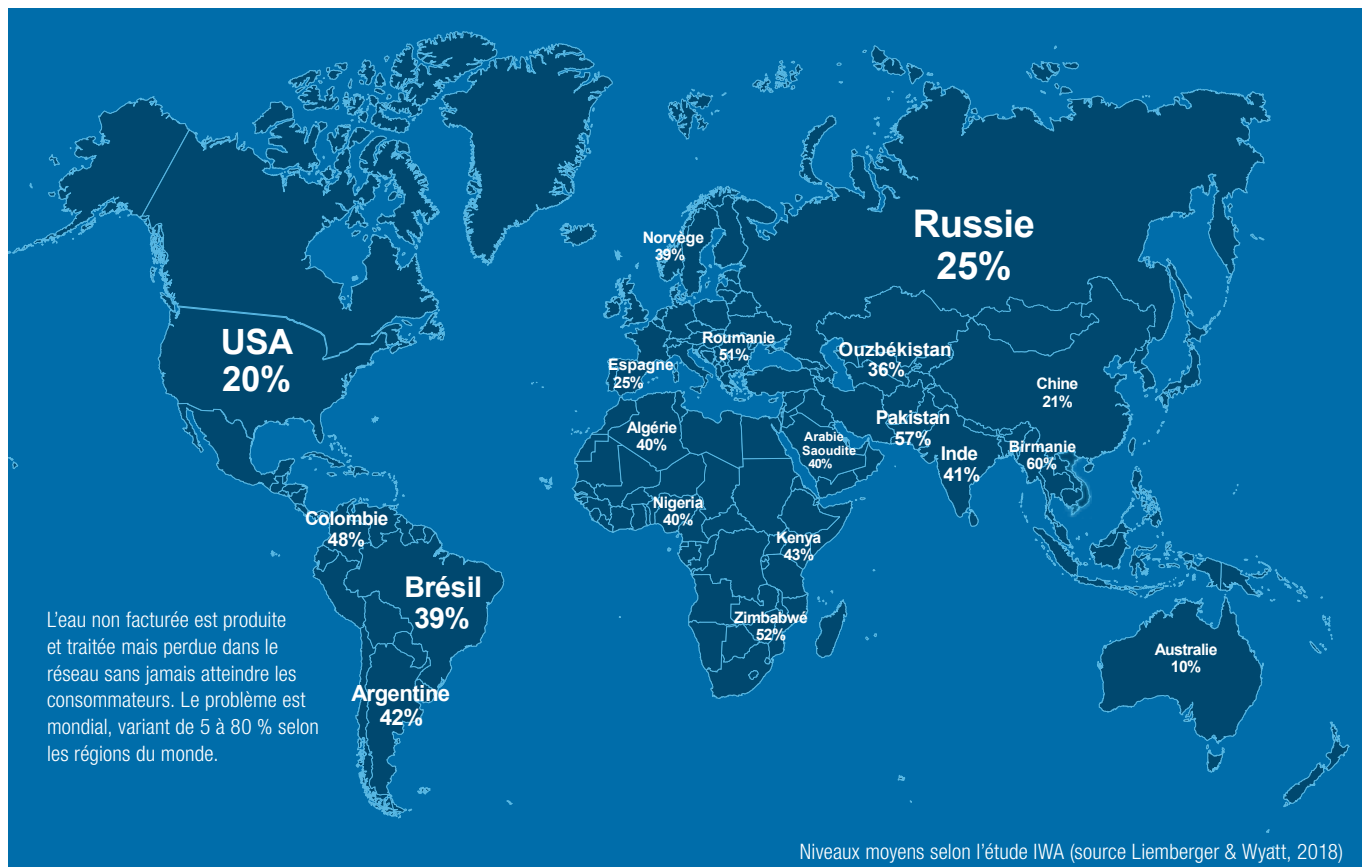 Norvège
39%
Russie
25%
USA
20%
Roumanie
51%
Ouzbékistan
36%
Espagne
25%
Chine
21%
Pakistan
57%
Algérie
40%
Arabie
Saoudite
40%
Inde
41%
Birmanie
60%
Nigeria
40%
Colombie
48%
Kenya
43%
Brésil
39%
Zimbabwé
52%
Australie
10%
Argentine
42%
L'eau non facturée est produite
et traitée mais perdue dans le
réseau sans jamais atteindre les
consommateurs. Le problème est
mondial, variant de 5 à 80 % selon
les régions du monde.
Niveaux moyens selon l'étude IWA (source Liemberger & Wyatt, 2018)